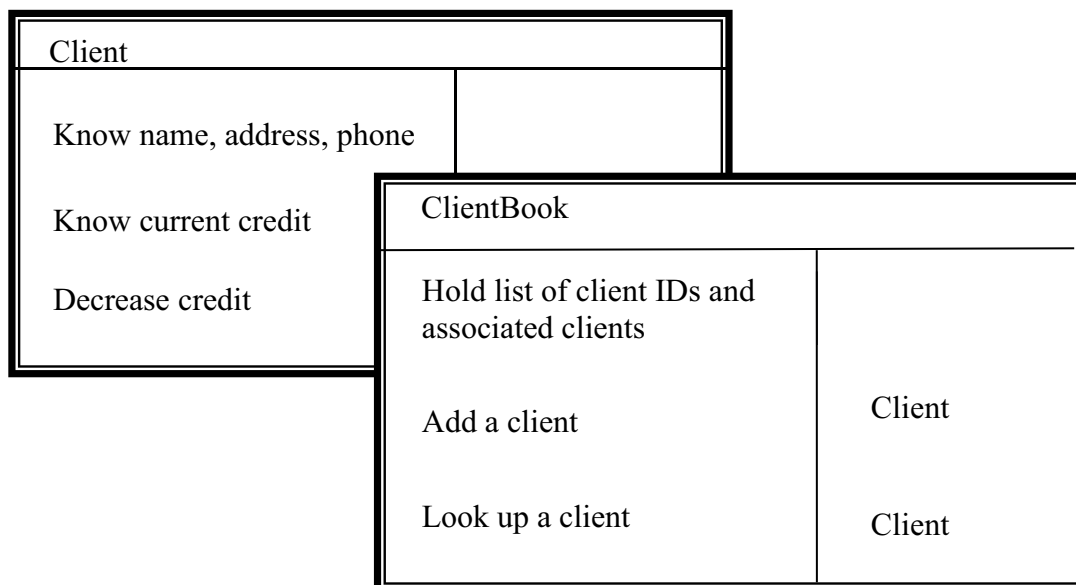 Client
Know name, address, phone
Know current credit
Decrease credit
ClientBook
Hold list of client IDs and
associated clients
Add a client
Client
Look up a client
Client